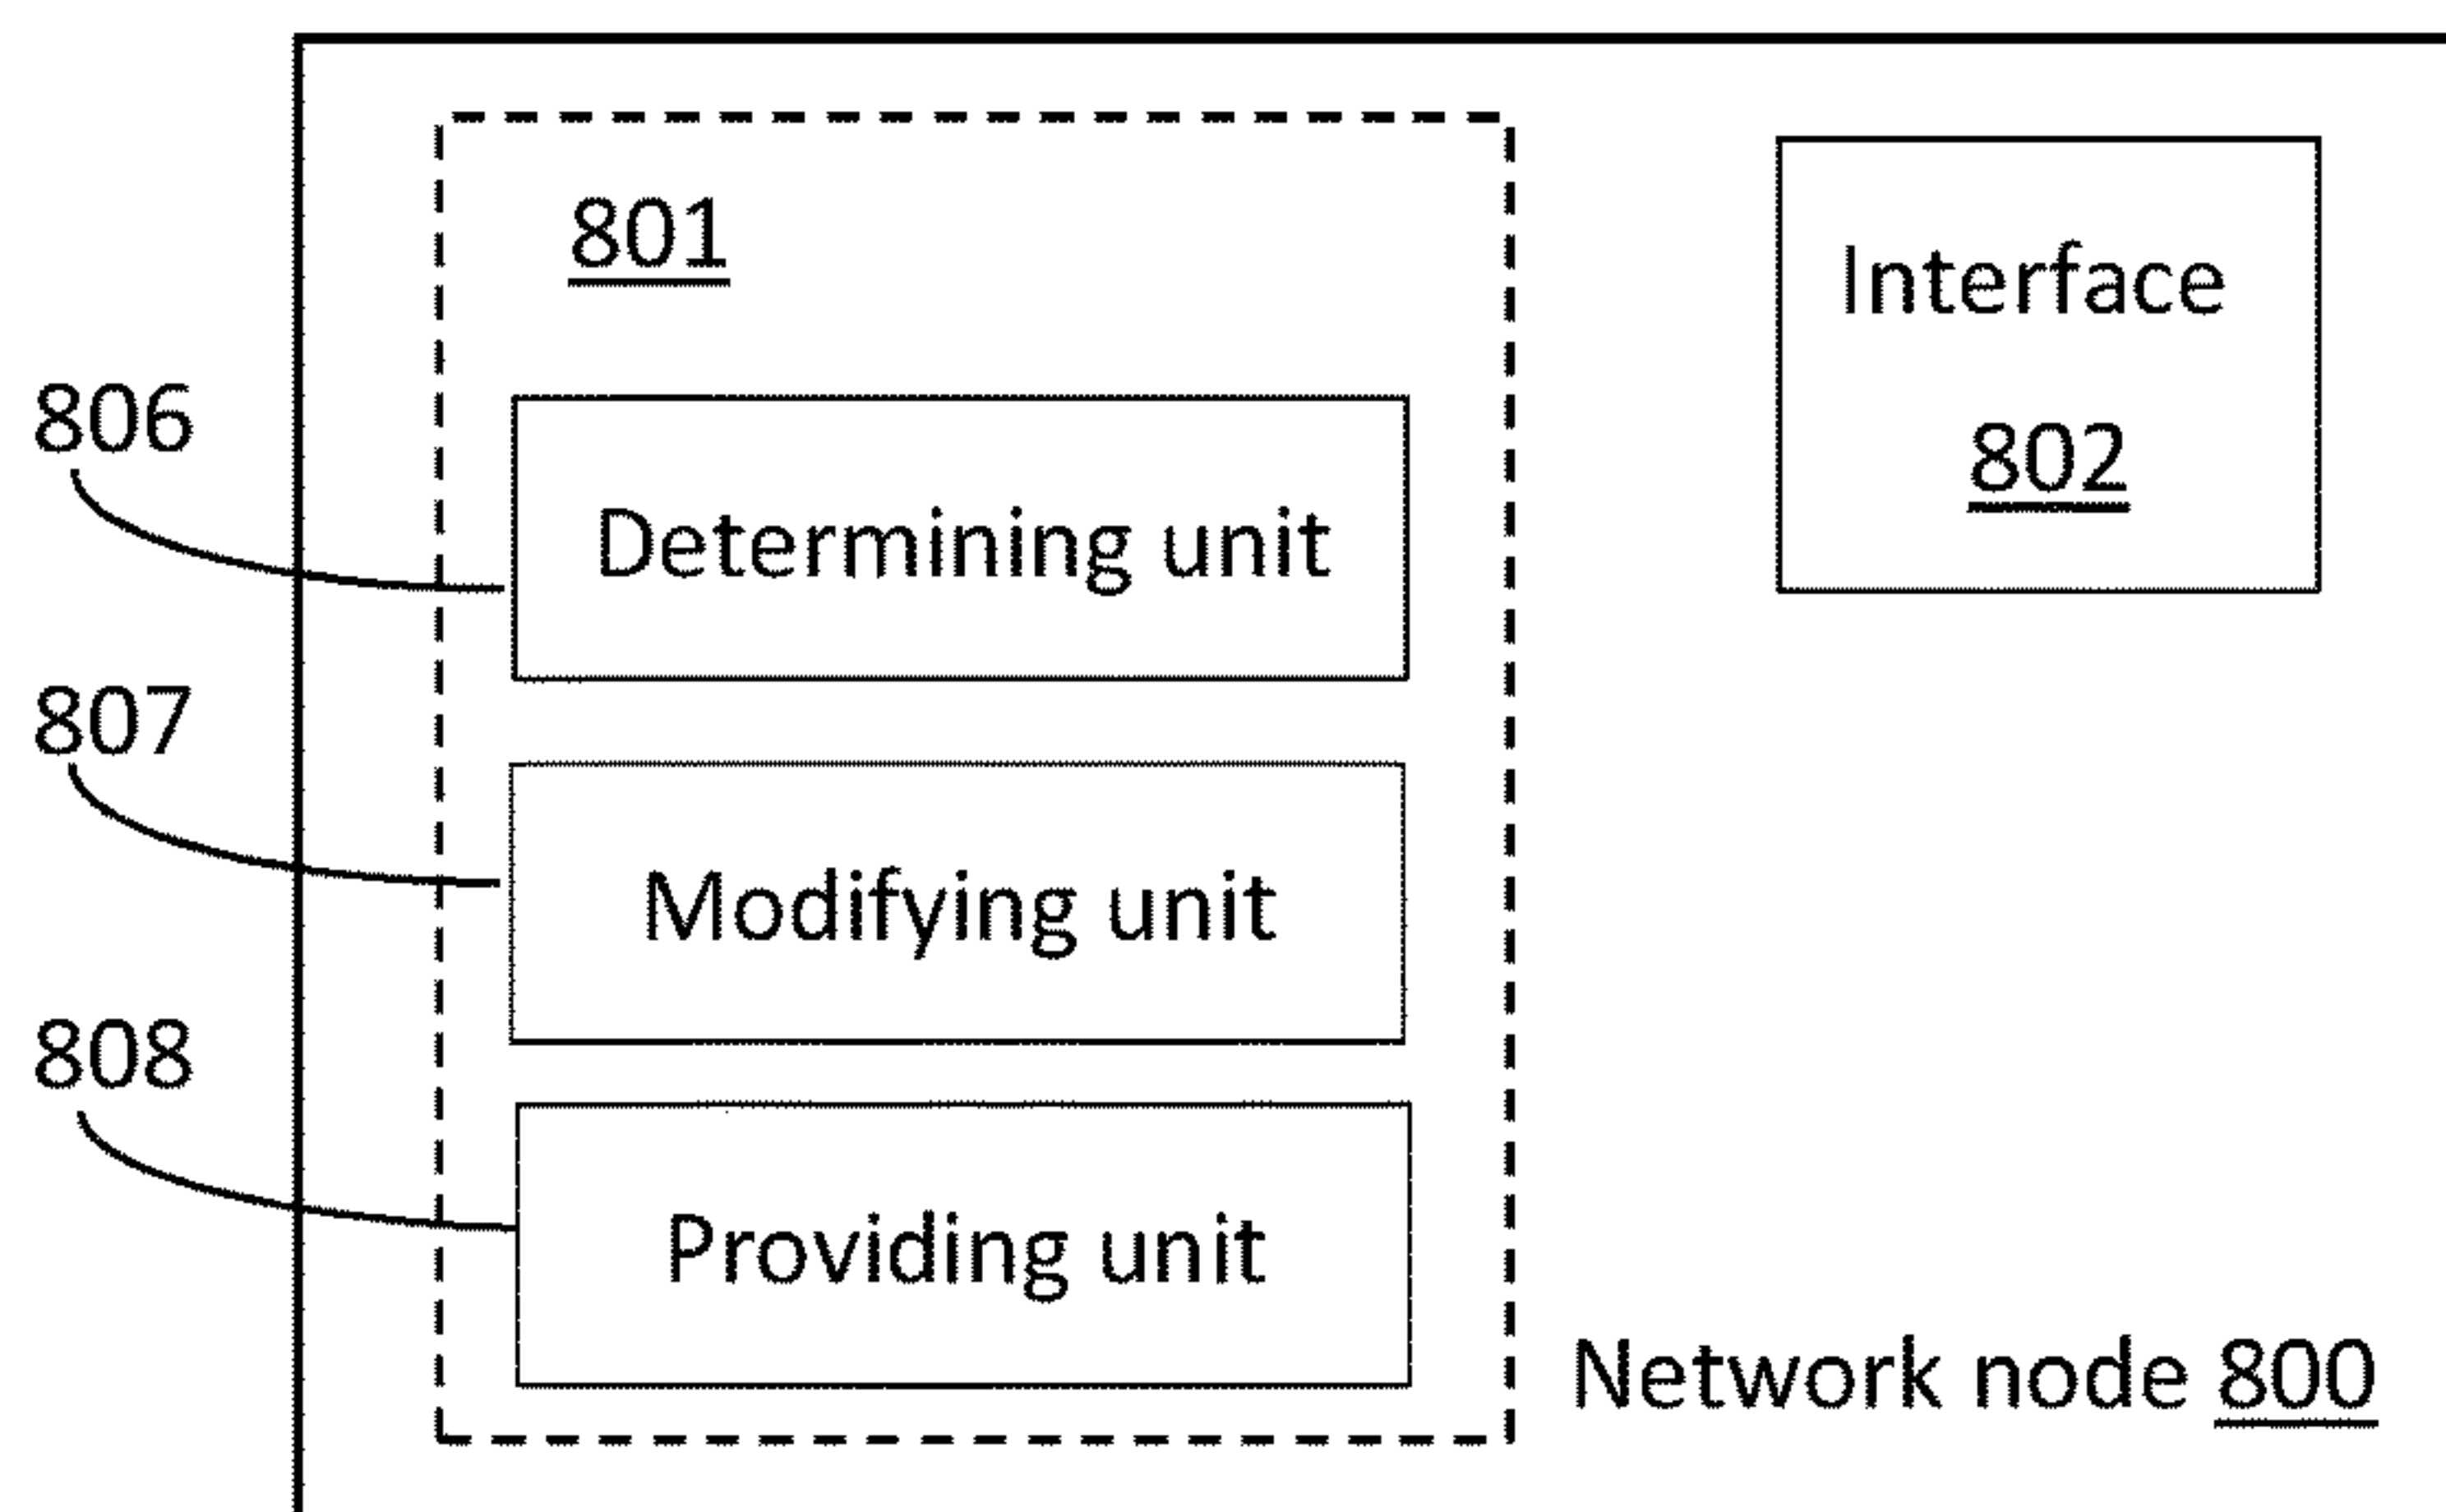 801
Interface
802
806
Determining unit
807
Modifying unit
808
Providing unit
Network node 800